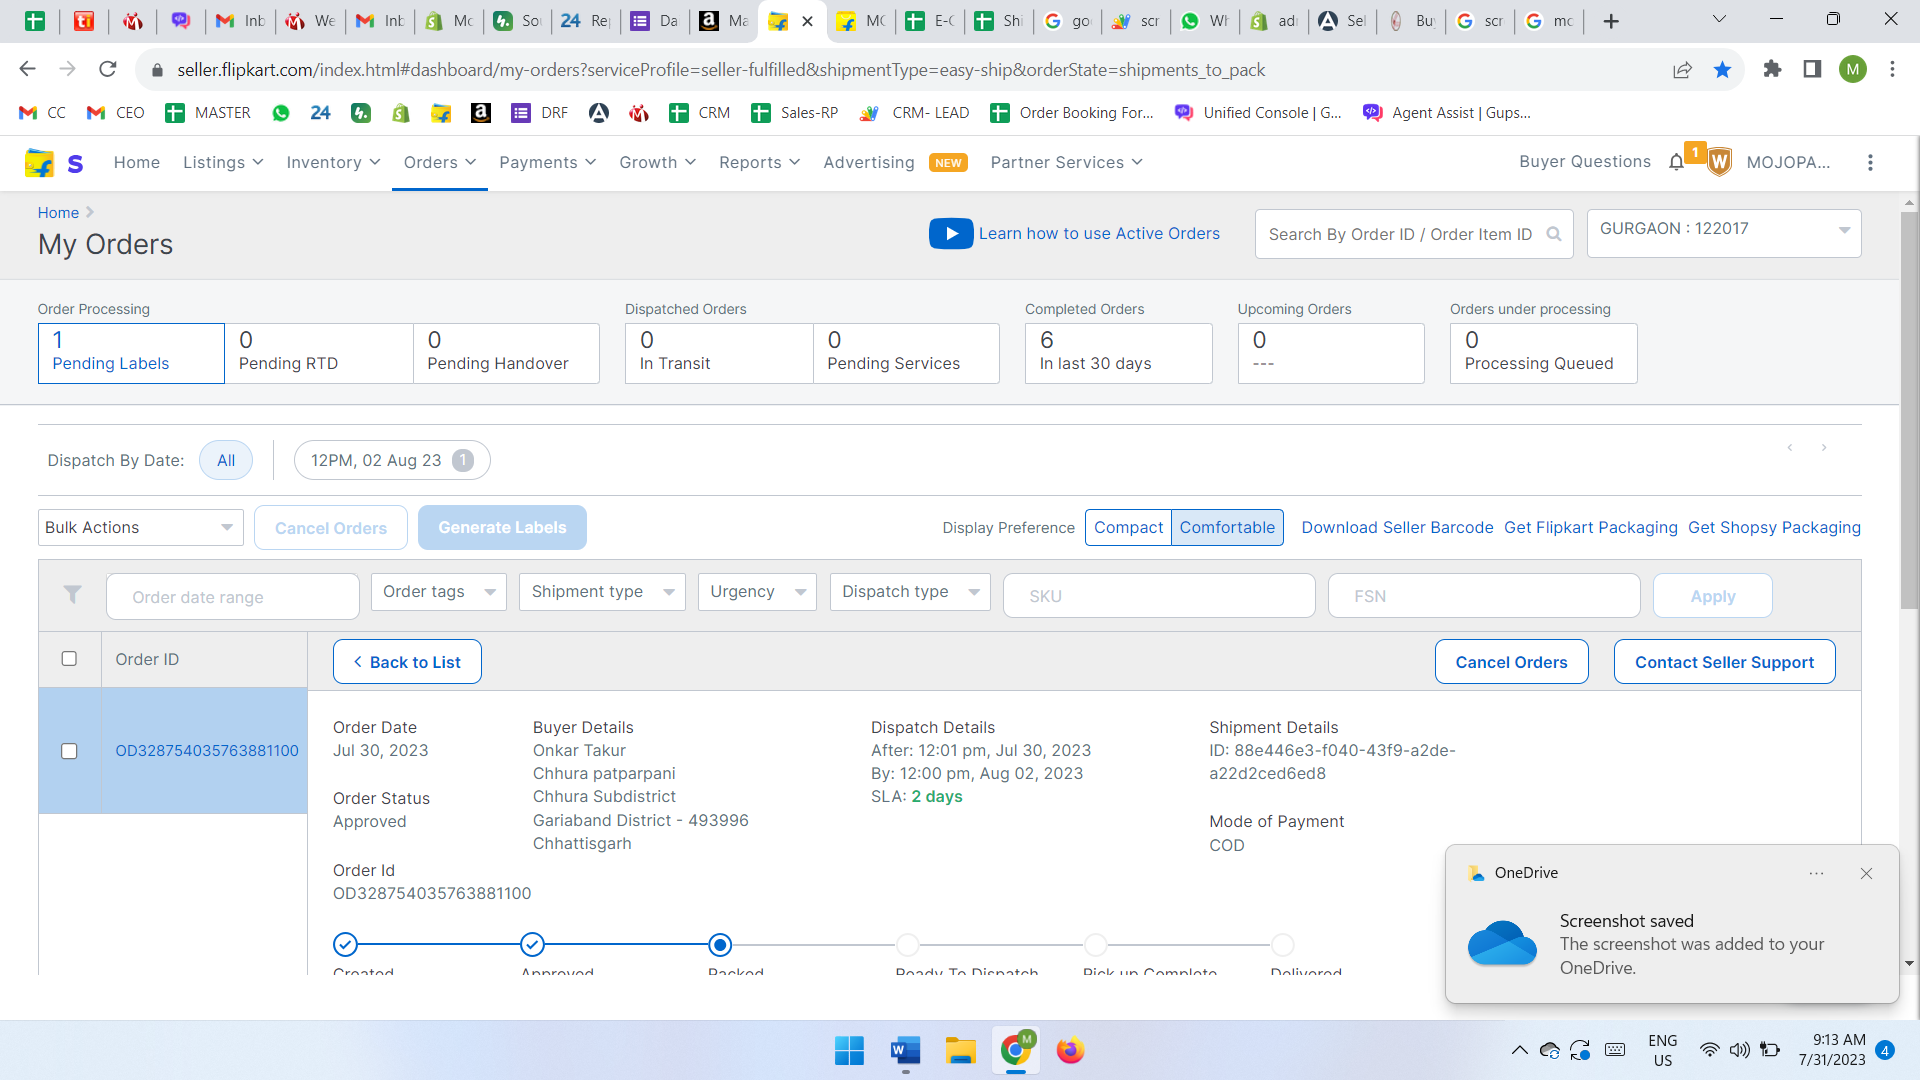 Inb
We
Inb
Mo
Sou
24 Rep
Da
Ma
MO
E-C
Shi
go
scr
Wh
adr
Sel
Buy
scr
mo
seller.flipkart.com/index.html#dashboard/my-orders?serviceProfile=seller-fulfilled&shipmentType=easy-ship&orderState=shipments_to_pack
M
CC CEO MASTER 24 DRF CRM Sales-RP CRM- LEAD Order Booking For... Unified Console | G... Agent Assist | Gups...
Home Listings Inventory Orders Payments Growth Reports Advertising NEW Partner Services Buyer Questions 1 W MOJOPA...
Home
My Orders
Learn how to use Active Orders
Search By Order ID / Order Item ID
GURGAON : 122017
Order Processing
1
Pending Labels
0
Pending RTD
0
Pending Handover
Dispatched Orders
0
In Transit
0
Pending Services
Completed Orders
6
In last 30 days
Upcoming Orders
0
---
Orders under processing
0
Processing Queued
Dispatch By Date: All 12PM, 02 Aug 23 1
Bulk Actions Cancel Orders Generate Labels Display Preference Compact Comfortable Download Seller Barcode Get Flipkart Packaging Get Shopsy Packaging
Order date range Order tags Shipment type Urgency Dispatch type SKU FSN Apply
Order ID
Back to List
Cancel Orders
Contact Seller Support
OD328754035763881100
Order Date
Jul 30, 2023
Order Status
Approved
Order Id
OD328754035763881100
Buyer Details
Onkar Takur
Chhura patparpani
Chhura Subdistrict
Gariaband District - 493996
Chhattisgarh
Dispatch Details
After: 12:01 pm, Jul 30, 2023
By: 12:00 pm, Aug 02, 2023
SLA: 2 days
Shipment Details
ID: 88e446e3-f040-43f9-a2de-
a22d2ced6ed8
Mode of Payment
COD
Created Approved Packed Ready To Dispatch Pick up Complete Delivered
OneDrive
Screenshot saved
The screenshot was added to your
OneDrive.
ENG
US
9:13 AM
7/31/2023
4